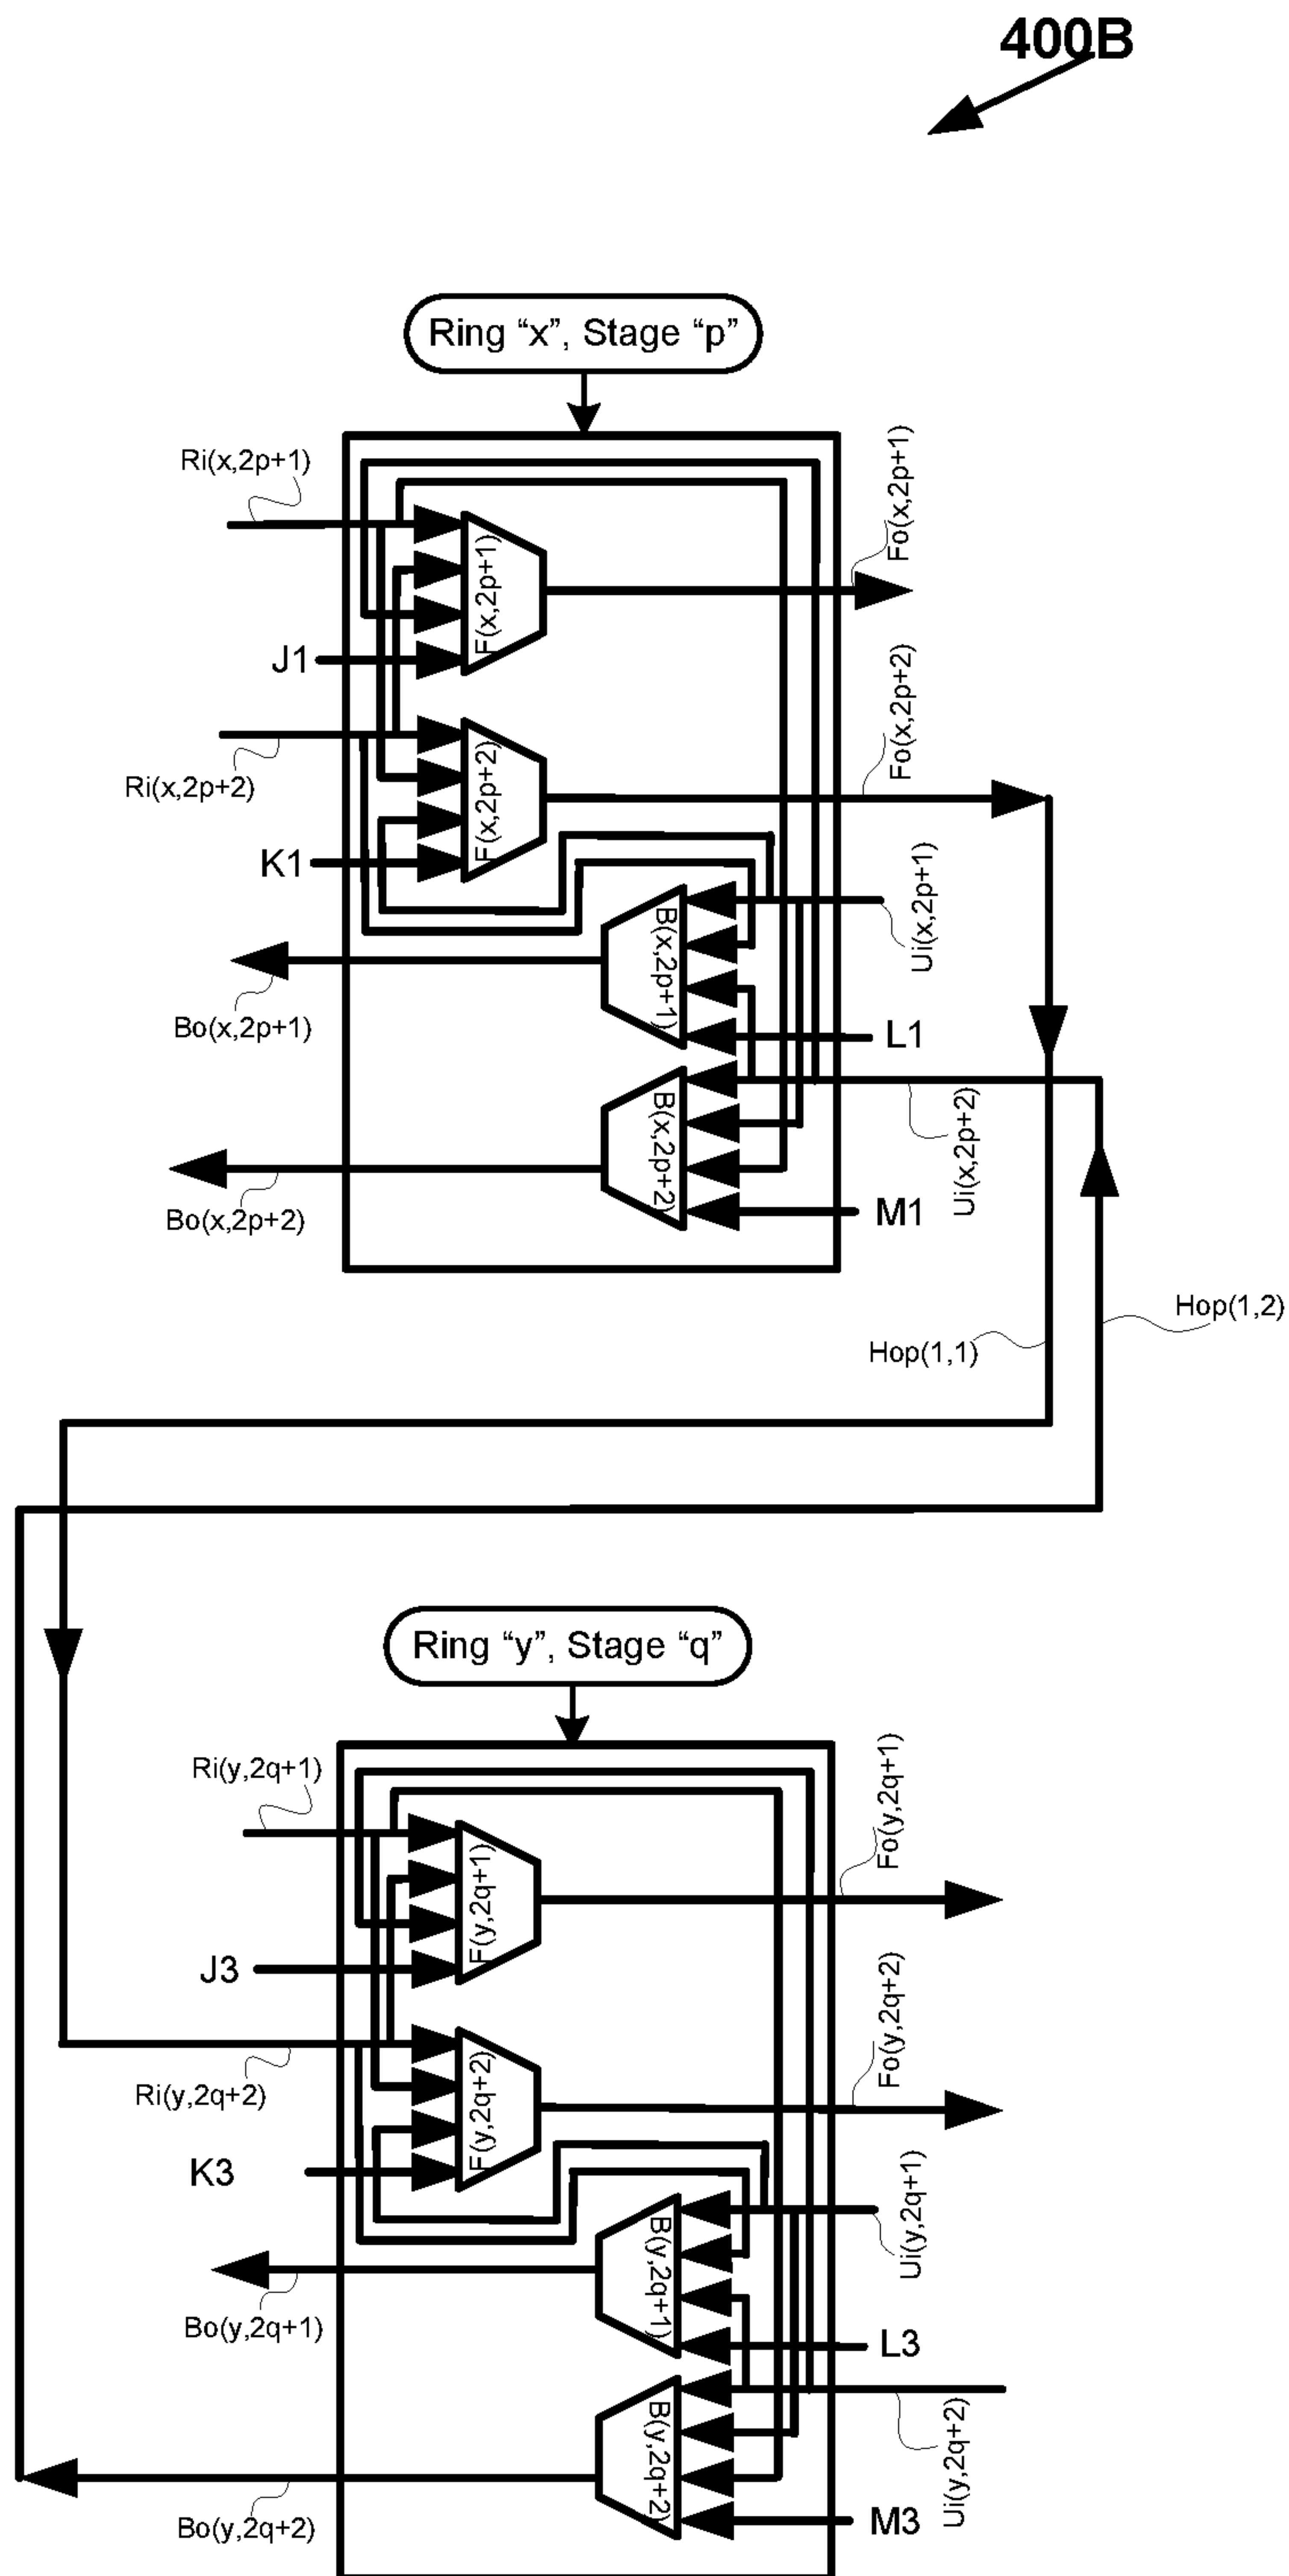 400B
Ring “x”, Stage “p”
Ri(x,2p+1)
Fo(x,2p+1)
F(x,2p+1)
J1
Fo(x,2p+2)
Ri(x,2p+2)
F(x,2p+2)
K1
Ui(x,2p+1)
B(x,2p+1)
Bo(x,2p+1)
L1
Ui(x,2p+2)
B(x,2p+2)
M1
Bo(x,2p+2)
Hop(1,2)
Hop(1,1)
Ring “y”, Stage “q”
Ri(y,2q+1)
Fo(y,2q+1)
F(y,2q+1)
J3
Fo(y,2q+2)
Ri(y,2q+2)
F(y,2q+2)
K3
Ui(y,2q+1)
B(y,2q+1)
Bo(y,2q+1)
L3
Ui(y,2q+2)
B(y,2q+2)
M3
Bo(y,2q+2)